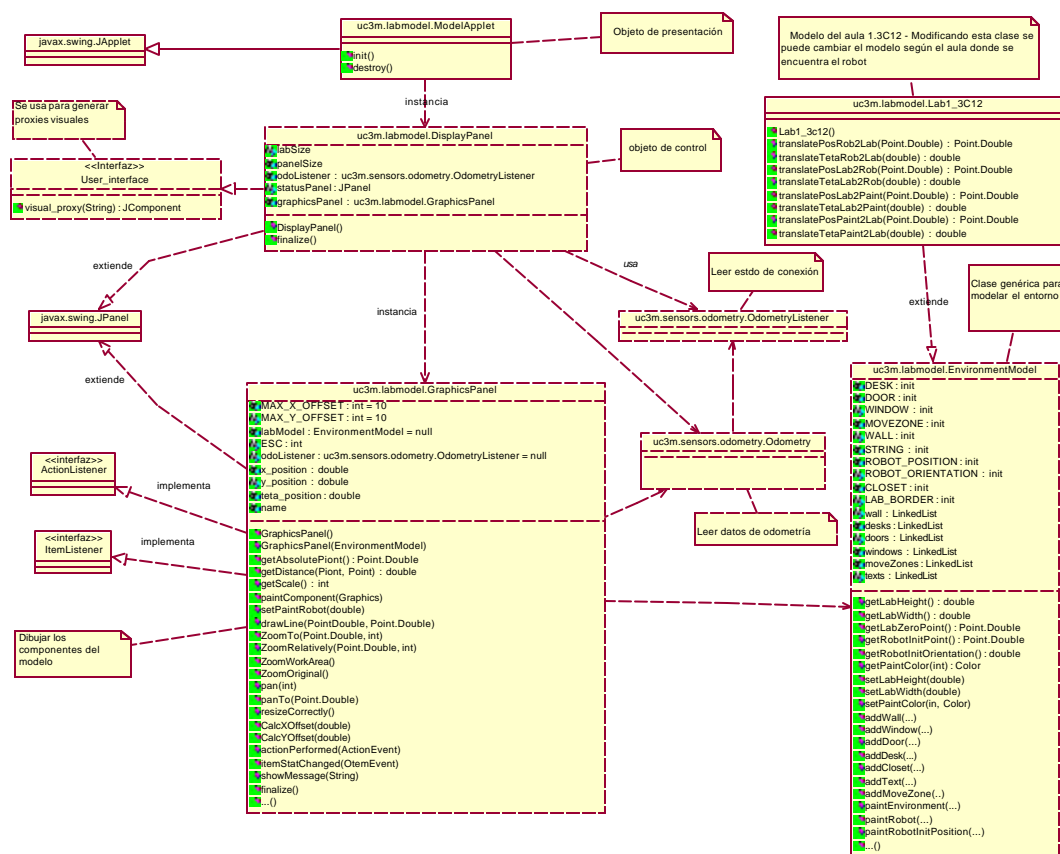 uc3m.labmodel.ModelApplet
init()
destroy()
Objeto de presentación
javax.swing.JApplet
Modelo del aula 1.3C12 - Modificando esta clase se
puede cambiar el modelo según el aula donde se
encuentra el robot
instancia
Se usa para generar
proxies visuales
<<Interfaz>>
User_interface
visual_proxy(String) : JComponent
uc3m.labmodel.DisplayPanel
labSize
panelSize
odoListener : uc3m.sensors.odometry.OdometryListener
statusPanel : JPanel
graphicsPanel : uc3m.labmodel.GraphicsPanel
DisplayPanel()
finalize()
objeto de control
uc3m.labmodel.Lab1_3C12
Lab1_3c12()
translatePosRob2Lab(Point.Double) : Point.Double
translateTetaRob2Lab(double) : double
translatePosLab2Rob(Point.Double) : Point.Double
translateTetaLab2Rob(double) : double
translatePosLab2Paint(Point.Double) : Point.Double
translateTetaLab2Paint(double) : double
translatePosPaint2Lab(Point.Double) : Point.Double
translateTetaPaint2Lab(double) : double
extiende
usa
Leer estdo de conexión
extiende
Clase genérica para
modelar el entorno
javax.swing.JPanel
instancia
uc3m.sensors.odometry.OdometryListener
extiende
uc3m.labmodel.GraphicsPanel
MAX_X_OFFSET : int = 10
MAX_Y_OFFSET : int = 10
labModel : EnvironmentModel = null
ESC : int
odoListener : uc3m.sensors.odometry.OdometryListener = null
x_position : double
y_position : dobule
teta_position : double
name
GraphicsPanel()
GraphicsPanel(EnvironmentModel)
getAbsolutePiont() : Point.Double
getDistance(Piont, Point) : double
getScale() : int
paintComponent(Graphics)
setPaintRobot(double)
drawLine(PointDouble, Point.Double)
ZoomTo(Point.Double, int)
ZoomRelatively(Point.Double, int)
ZoomWorkArea()
ZoomOriginal()
pan(int)
panTo(Point.Double)
resizeCorrectly()
CalcXOffset(double)
CalcYOffset(double)
actionPerformed(ActionEvent)
itemStatChanged(OtemEvent)
showMessage(String)
finalize()
...()
<<interfaz>>
ActionListener
implementa
<<interfaz>>
ItemListener
implementa
Dibujar los
componentes del
modelo
uc3m.sensors.odometry.Odometry
Leer datos de odometría
uc3m.labmodel.EnvironmentModel
DESK : init
DOOR : init
WINDOW : init
MOVEZONE : init
WALL : init
STRING : init
ROBOT_POSITION : init
ROBOT_ORIENTATION : init
CLOSET : init
LAB_BORDER : init
wall : LinkedList
desks : LinkedList
doors : LinkedList
windows : LinkedList
moveZones : LinkedList
texts : LinkedList
getLabHeight() : double
getLabWidth() : double
getLabZeroPoint() : Point.Double
getRobotInitPoint() : Point.Double
getRobotInitOrientation() : double
getPaintColor(int) : Color
setLabHeight(double)
setLabWidth(double)
setPaintColor(in, Color)
addWall(...)
addWindow(...)
addDoor(...)
addDesk(...)
addCloset(...)
addText(...)
addMoveZone(...)
paintEnvironment(...)
paintRobot(...)
paintRobotInitPosition(...)
...()